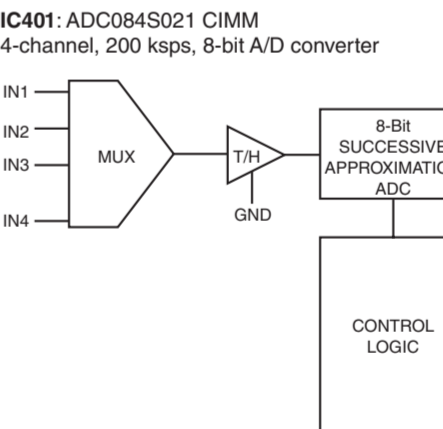 IC401: ADC084S021 CIMM
4-channel, 200 ksps, 8-bit A/D converter
IN1
IN2
IN3
IN4
MUX
T/H
GND
8-Bit
SUCCESSIVE
APPROXIMATIO
ADC
CONTROL
LOGIC